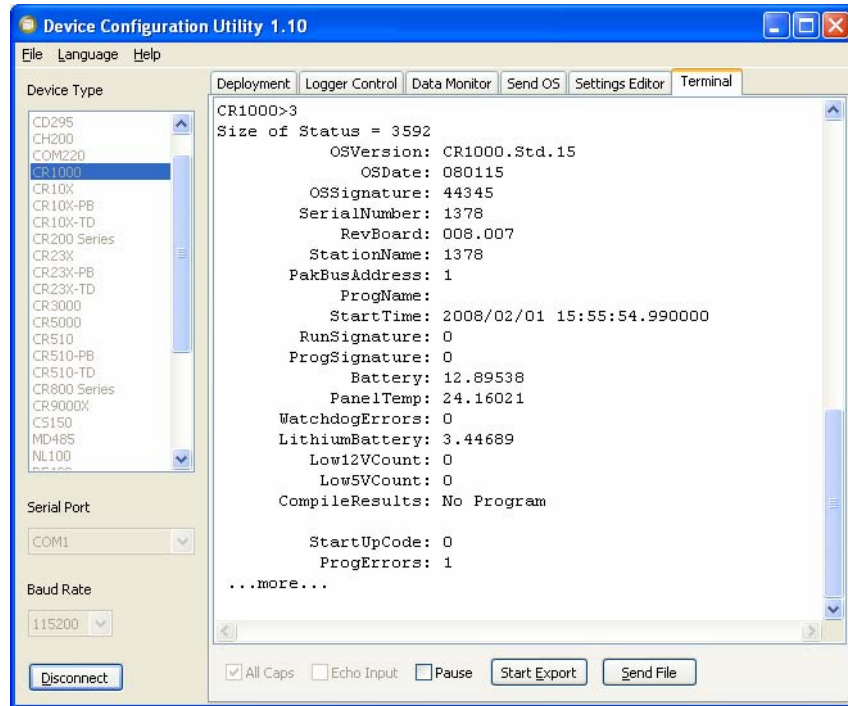 Device Configuration Utility 1.10
File Language Help
Device Type
CD295
CH200
COM220
CR1000
CR10X
CR10X-PB
CR10X-TD
CR200 Series
CR23X
CR23X-PB
CR23X-TD
CR3000
CR5000
CR510
CR510-PB
CR510-TD
CR800 Series
CR9000X
CS150
MD485
NL100
Serial Port
COM1
Baud Rate
115200
Disconnect
Deployment Logger Control Data Monitor Send OS Settings Editor Terminal
CR1000>3
Size of Status = 3592
OSVersion: CR1000.Std.15
OSDate: 080115
OSSignature: 44345
SerialNumber: 1378
RevBoard: 008.007
StationName: 1378
PakBusAddress: 1
ProgName:
StartTime: 2008/02/01 15:55:54.990000
RunSignature: 0
ProgSignature: 0
Battery: 12.89538
PanelTemp: 24.16021
WatchdogErrors: 0
LithiumBattery: 3.44689
Low12VCount: 0
Low5VCount: 0
CompileResults: No Program
StartUpCode: 0
ProgErrors: 1
...more...
All Caps Echo Input Pause Start Export Send File